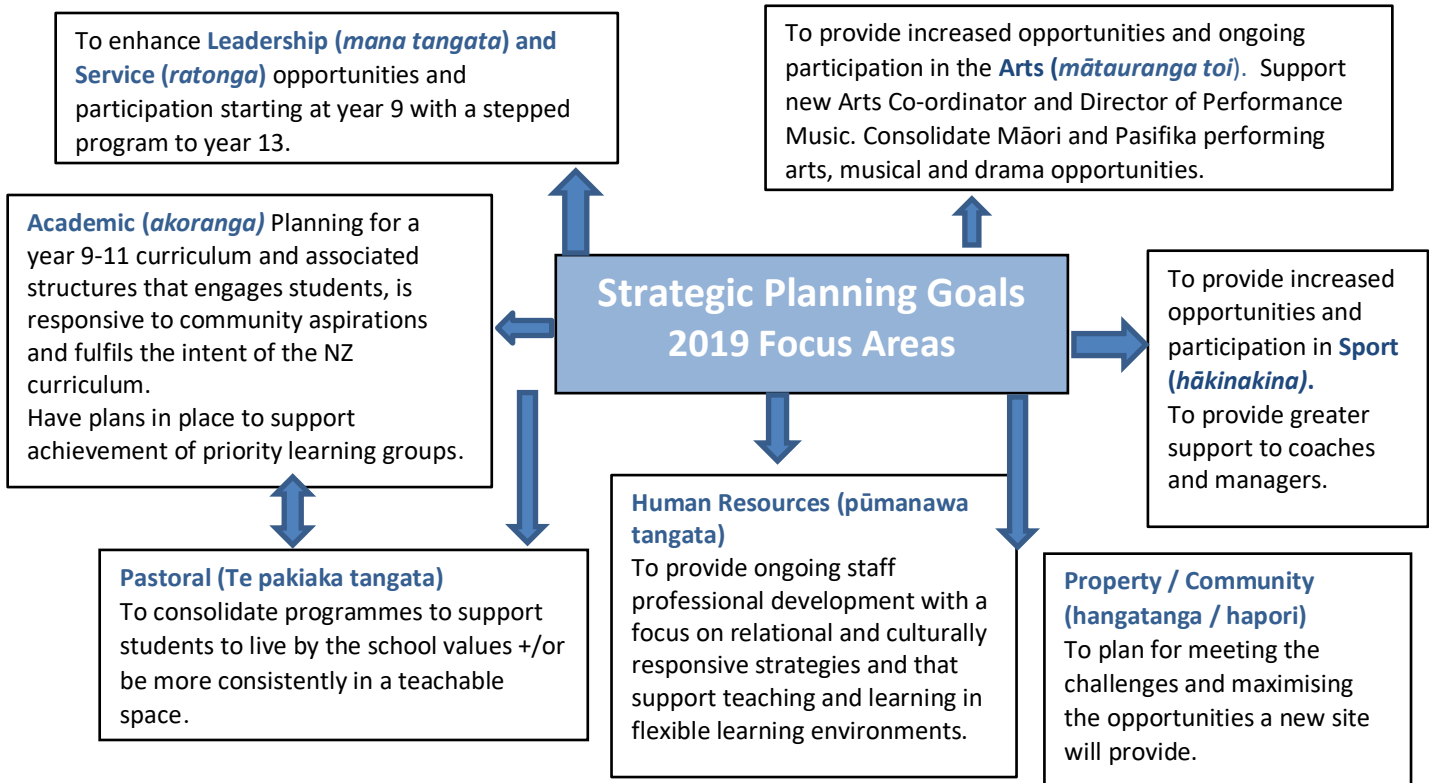 To enhance Leadership (mana tangata) and
Service (ratonga) opportunities and
participation starting at year 9 with a stepped
program to year 13.
To provide increased opportunities and ongoing
participation in the Arts (mātauranga toi).  Support
new Arts Co-ordinator and Director of Performance
Music. Consolidate Māori and Pasifika performing
arts, musical and drama opportunities.
Academic (akoranga) Planning for a
year 9-11 curriculum and associated
structures that engages students, is
responsive to community aspirations
and fulfils the intent of the NZ
curriculum.
Have plans in place to support
achievement of priority learning groups.
Strategic Planning Goals
2019 Focus Areas
To provide increased
opportunities and
participation in Sport
(hākinakina).
To provide greater
support to coaches
and managers.
Pastoral (Te pakiaka tangata)
To consolidate programmes to support
students to live by the school values +/or
be more consistently in a teachable
space.
Human Resources (pūmanawa
tangata)
To provide ongoing staff
professional development with a
focus on relational and culturally
responsive strategies and that
support teaching and learning in
flexible learning environments.
Property / Community
(hangatanga / hapori)
To plan for meeting the
challenges and maximising
the opportunities a new site
will provide.